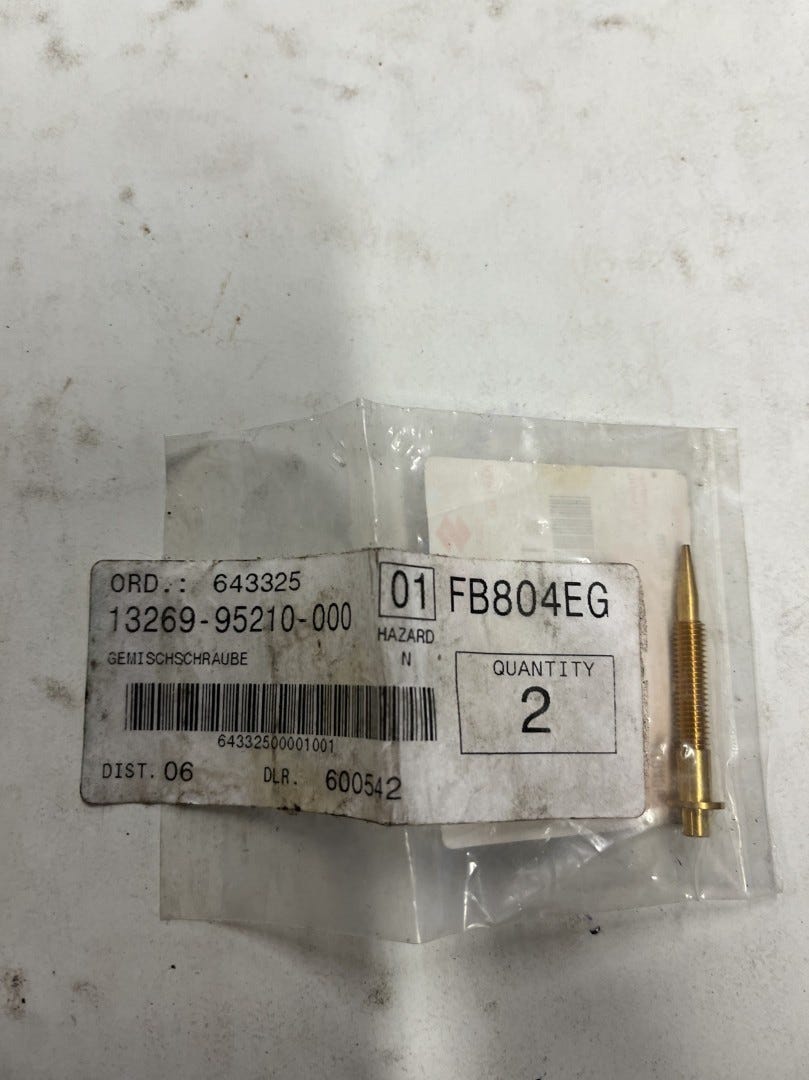 ORD.: 643325
13269-95210-000
01
FB804EG
HAZARD
N
GEMISCHSCHRAUBE
QUANTITY
2
64332500001001
DIST. 06
DLR. 600542